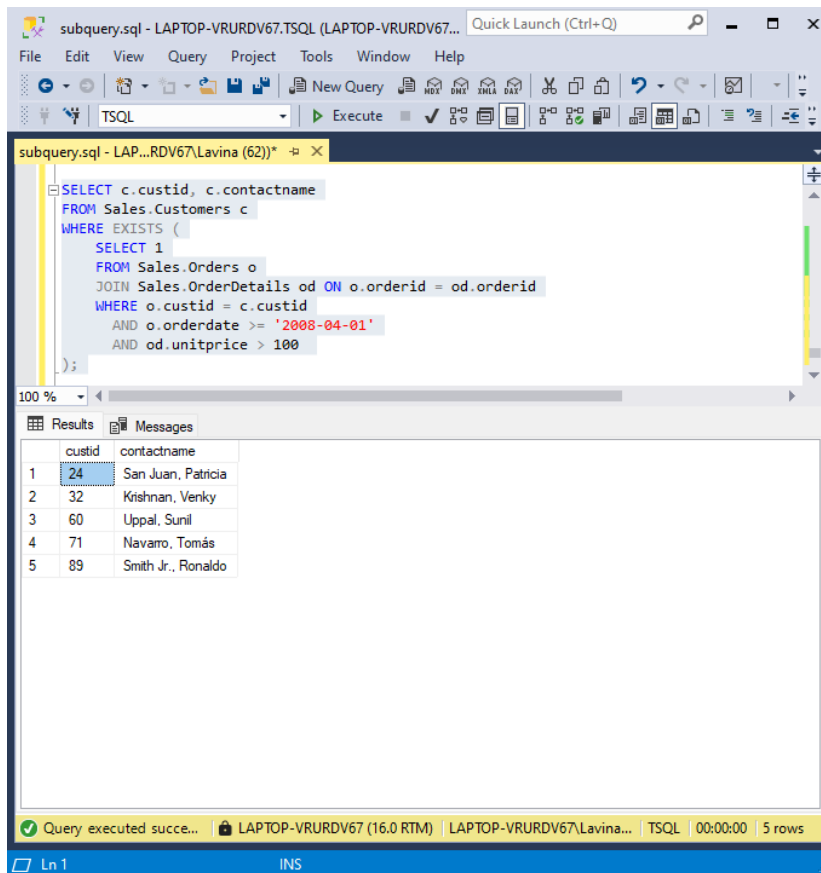 subquery.sql - LAPTOP-VRURDV67.TSQL (LAPTOP-VRURDV67... Quick Launch (Ctrl+Q)
File Edit View Query Project Tools Window Help
New Query MDX DMX XMLA DAX
TSQL Execute
subquery.sql - LAP...RDV67\Lavina (62))*
SELECT c.custid, c.contactname
FROM Sales.Customers c
WHERE EXISTS (
SELECT 1
FROM Sales.Orders o
JOIN Sales.OrderDetails od ON o.orderid = od.orderid
WHERE o.custid = c.custid
AND o.orderdate >= '2008-04-01'
AND od.unitprice > 100
);
100 %
Results Messages
custid contactname
1 24 San Juan, Patricia
2 32 Krishnan, Venky
3 60 Uppal, Sunil
4 71 Navarro, Tomás
5 89 Smith Jr., Ronaldo
Query executed succe... LAPTOP-VRURDV67 (16.0 RTM) LAPTOP-VRURDV67\Lavina... TSQL 00:00:00 5 rows
Ln 1 INS